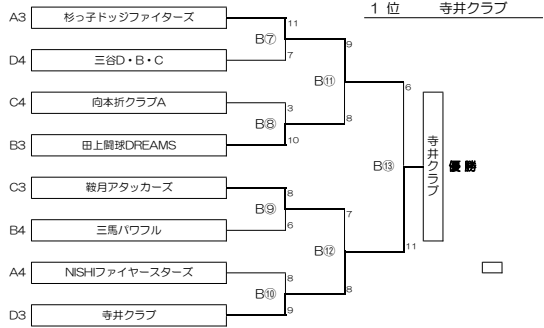 1 位 寺井クラブ
A3 杉っ子ドッジファイターズ
11
B⑦
D4 三谷D・B・C
7
9
B⑪
C4 向本折クラブA
3
B⑧
B3 田上闘球DREAMS
10
8
6
B⑬
寺井クラブ
優 勝
C3 鞍月アタッカーズ
8
B⑨
B4 三馬パワフル
6
7
B⑫
A4 NISHIファイヤースターズ
8
B⑩
D3 寺井クラブ
9
8
11